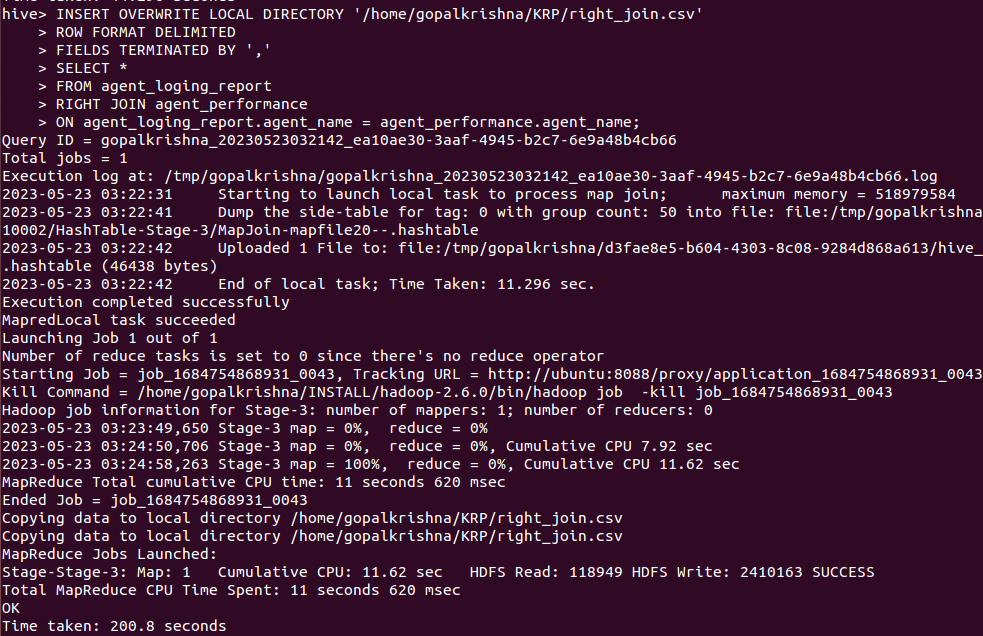 hive> INSERT OVERWRITE LOCAL DIRECTORY '/home/gopalkrishna/KRP/right_join.csv'
    > ROW FORMAT DELIMITED
    > FIELDS TERMINATED BY ','
    > SELECT *
    > FROM agent_loging_report
    > RIGHT JOIN agent_performance
    > ON agent_loging_report.agent_name = agent_performance.agent_name;
Query ID = gopalkrishna_20230523032142_ea10ae30-3aaf-4945-b2c7-6e9a48b4cb66
Total jobs = 1
Execution log at: /tmp/gopalkrishna/gopalkrishna_20230523032142_ea10ae30-3aaf-4945-b2c7-6e9a48b4cb66.log
2023-05-23 03:22:31     Starting to launch local task to process map join;      maximum memory = 518979584
2023-05-23 03:22:41     Dump the side-table for tag: 0 with group count: 50 into file: file:/tmp/gopalkrishna
10002/HashTable-Stage-3/MapJoin-mapfile20--.hashtable
2023-05-23 03:22:42     Uploaded 1 File to: file:/tmp/gopalkrishna/d3fae8e5-b604-4303-8c08-9284d868a613/hive_
.hashtable (46438 bytes)
2023-05-23 03:22:42     End of local task; Time Taken: 11.296 sec.
Execution completed successfully
MapredLocal task succeeded
Launching Job 1 out of 1
Number of reduce tasks is set to 0 since there's no reduce operator
Starting Job = job_1684754868931_0043, Tracking URL = http://ubuntu:8088/proxy/application_1684754868931_0043
Kill Command = /home/gopalkrishna/INSTALL/hadoop-2.6.0/bin/hadoop job  -kill job_1684754868931_0043
Hadoop job information for Stage-3: number of mappers: 1; number of reducers: 0
2023-05-23 03:23:49,650 Stage-3 map = 0%,  reduce = 0%
2023-05-23 03:24:50,706 Stage-3 map = 0%,  reduce = 0%, Cumulative CPU 7.92 sec
2023-05-23 03:24:58,263 Stage-3 map = 100%,  reduce = 0%, Cumulative CPU 11.62 sec
MapReduce Total cumulative CPU time: 11 seconds 620 msec
Ended Job = job_1684754868931_0043
Copying data to local directory /home/gopalkrishna/KRP/right_join.csv
Copying data to local directory /home/gopalkrishna/KRP/right_join.csv
MapReduce Jobs Launched:
Stage-Stage-3: Map: 1   Cumulative CPU: 11.62 sec   HDFS Read: 118949 HDFS Write: 2410163 SUCCESS
Total MapReduce CPU Time Spent: 11 seconds 620 msec
OK
Time taken: 200.8 seconds